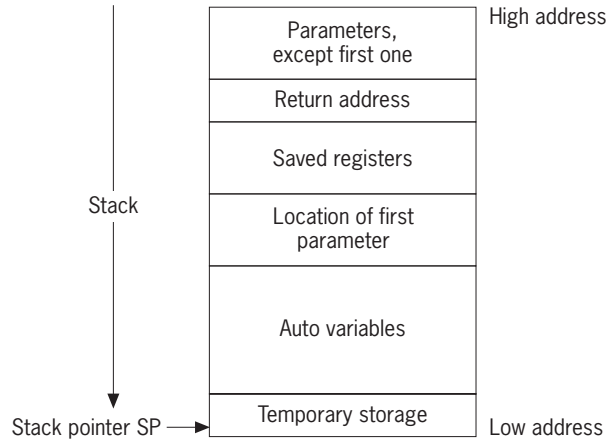 High address
Parameters,
except first one
Return address
Saved registers
Stack
Location of first
parameter
Auto variables
Temporary storage
Stack pointer SP
Low address